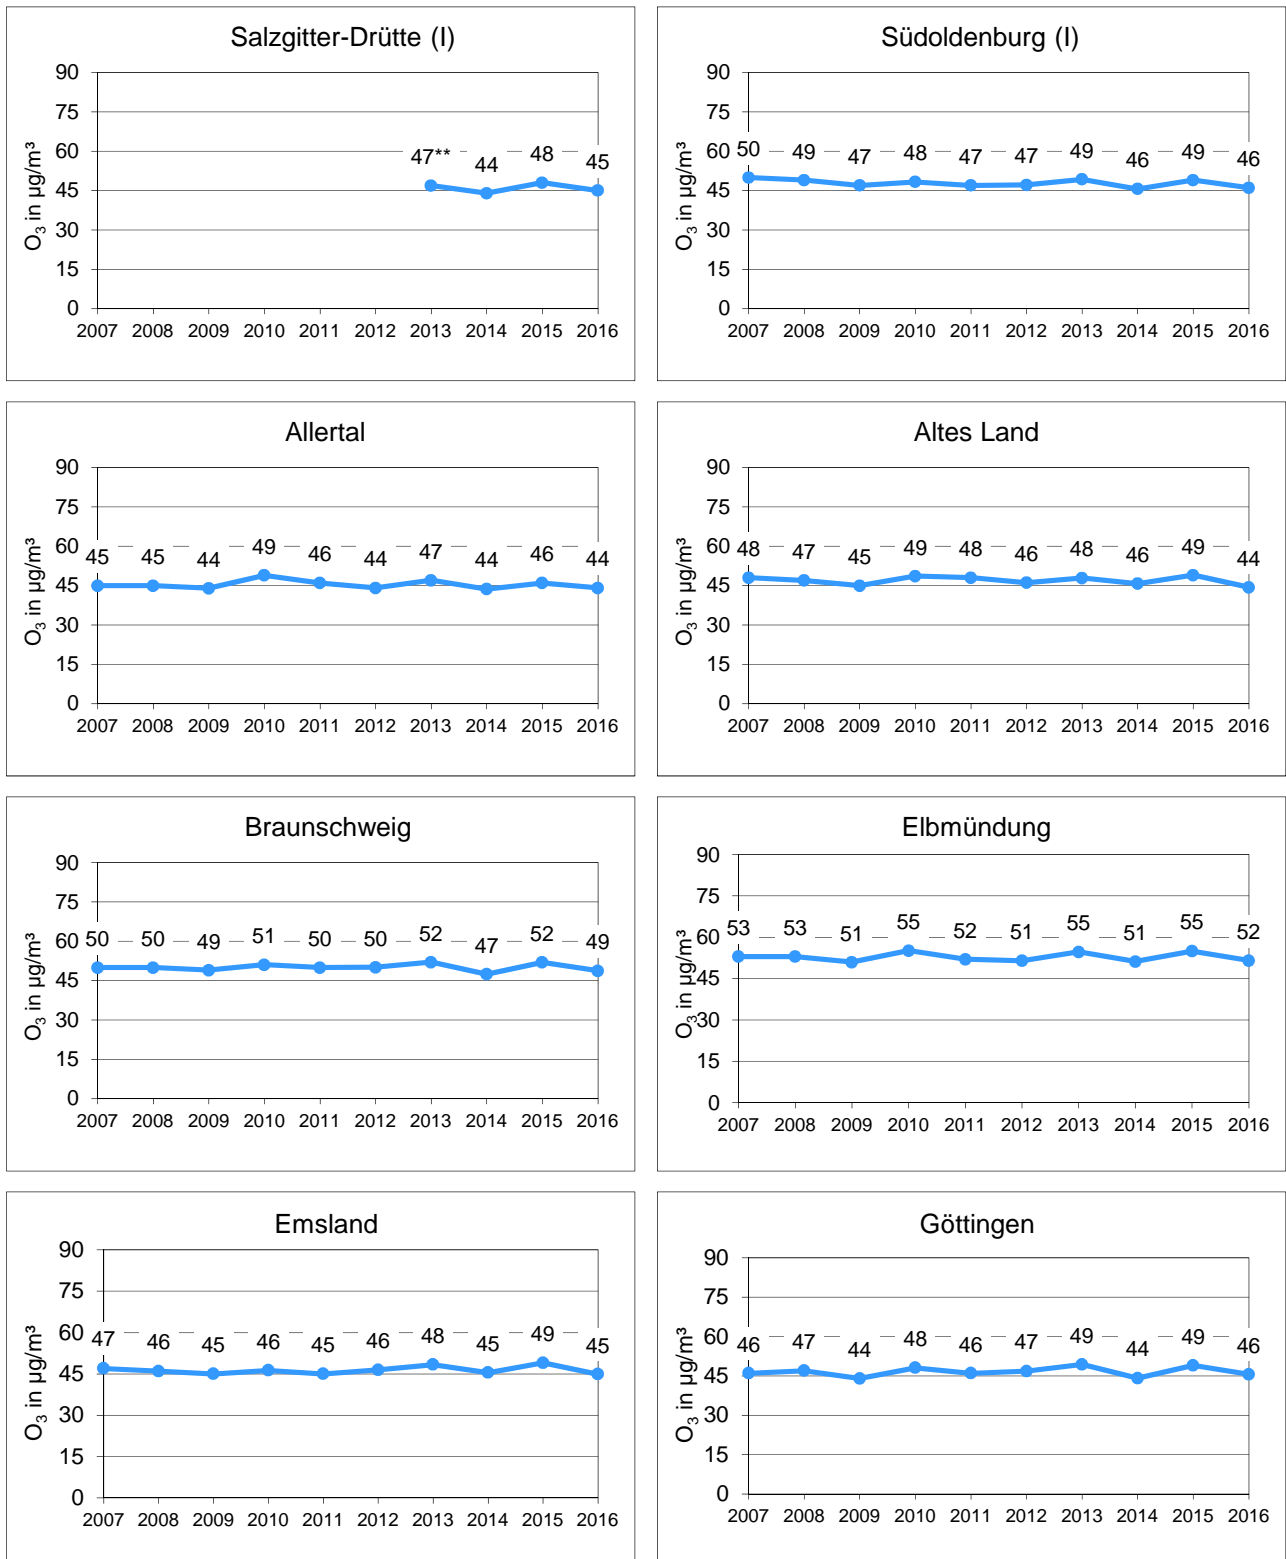 Salzgitter-Drütte (I)
90
75
60
45
30
15
0
O₃ in µg/m³
47** 44 48 45
2007 2008 2009 2010 2011 2012 2013 2014 2015 2016
Südoldenburg (I)
90
75
60
45
30
15
0
O₃ in µg/m³
50 49 47 48 47 47 49 46 49 46
2007 2008 2009 2010 2011 2012 2013 2014 2015 2016
Allertal
90
75
60
45
30
15
0
O₃ in µg/m³
45 45 44 49 46 44 47 44 46 44
2007 2008 2009 2010 2011 2012 2013 2014 2015 2016
Altes Land
90
75
60
45
30
15
0
O₃ in µg/m³
48 47 45 49 48 46 48 46 49 44
2007 2008 2009 2010 2011 2012 2013 2014 2015 2016
Braunschweig
90
75
60
45
30
15
0
O₃ in µg/m³
50 50 49 51 50 50 52 47 52 49
2007 2008 2009 2010 2011 2012 2013 2014 2015 2016
Elbmündung
90
75
60
45
30
15
0
O₃ in µg/m³
53 53 51 55 52 51 55 51 55 52
2007 2008 2009 2010 2011 2012 2013 2014 2015 2016
Emsland
90
75
60
45
30
15
0
O₃ in µg/m³
47 46 45 46 45 46 48 45 49 45
2007 2008 2009 2010 2011 2012 2013 2014 2015 2016
Göttingen
90
75
60
45
30
15
0
O₃ in µg/m³
46 47 44 48 46 47 49 44 49 46
2007 2008 2009 2010 2011 2012 2013 2014 2015 2016